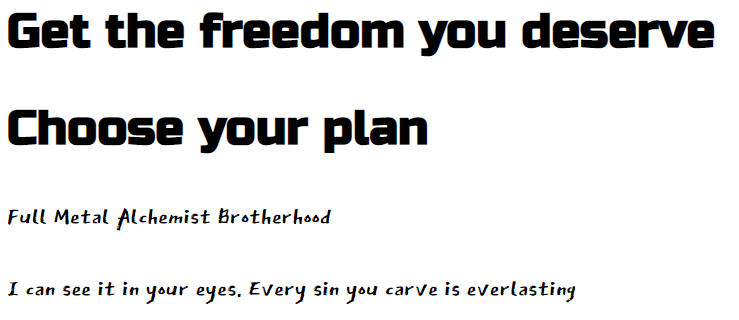 Get the freedom you deserve
Choose your plan
Full Metal Alchemist Brotherhood
I can see it in your eyes. Every sin you carve is everlasting